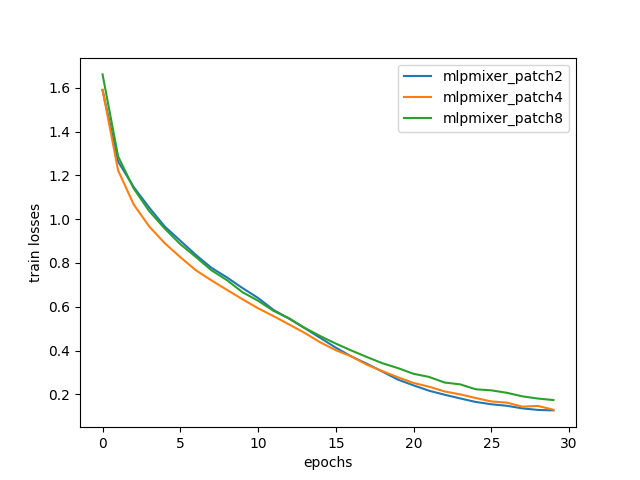 mlpmixer_patch2
mlpmixer_patch4
mlpmixer_patch8
train losses
1.6
1.4
1.2
1.0
0.8
0.6
0.4
0.2
0 5 10 15 20 25 30
epochs